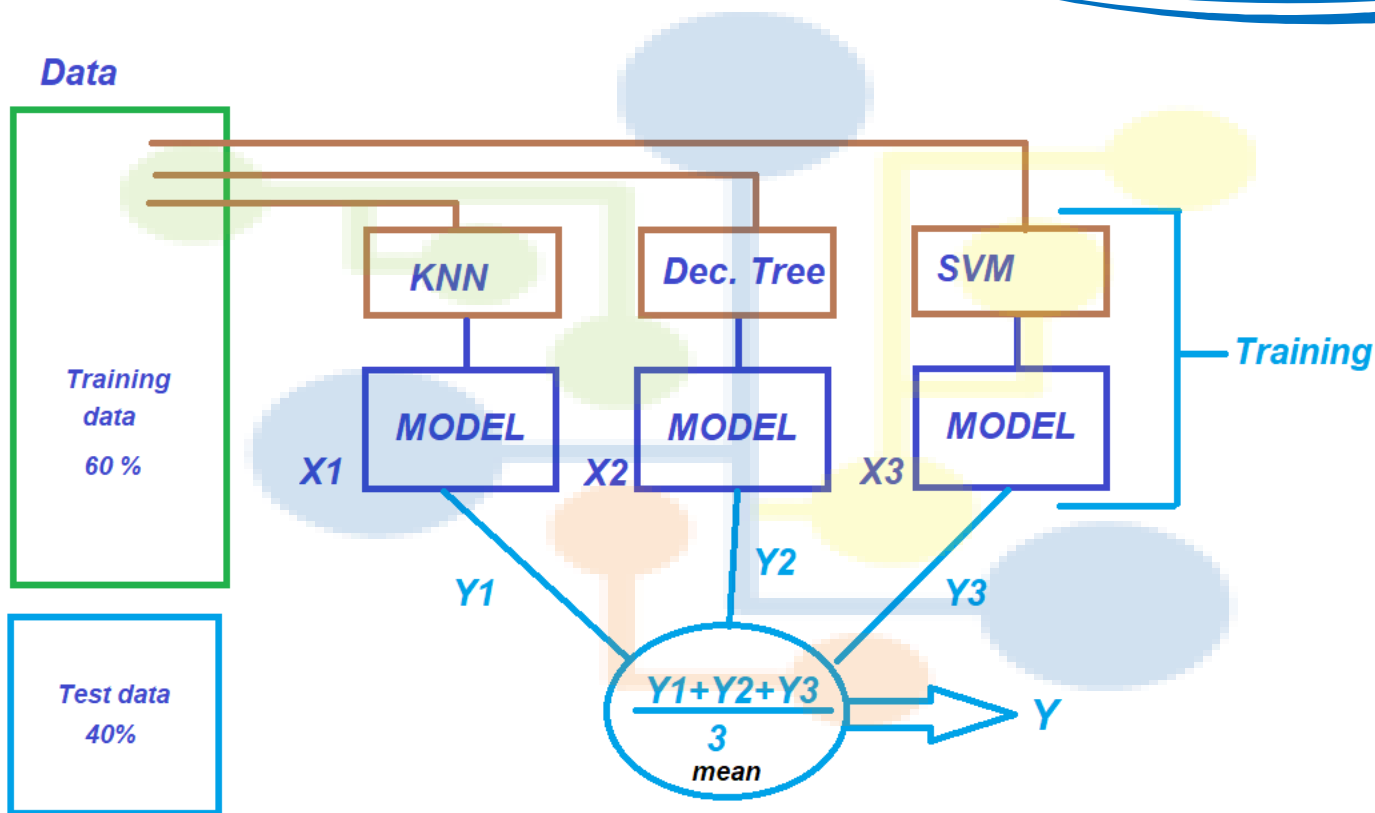 Data
KNN
Dec. Tree
SVM
Training
Training
data
60 %
MODEL
MODEL
MODEL
X1
X2
X3
Y1
Y2
Y3
Test data
40%
Y1+Y2+Y3
3
mean
Y